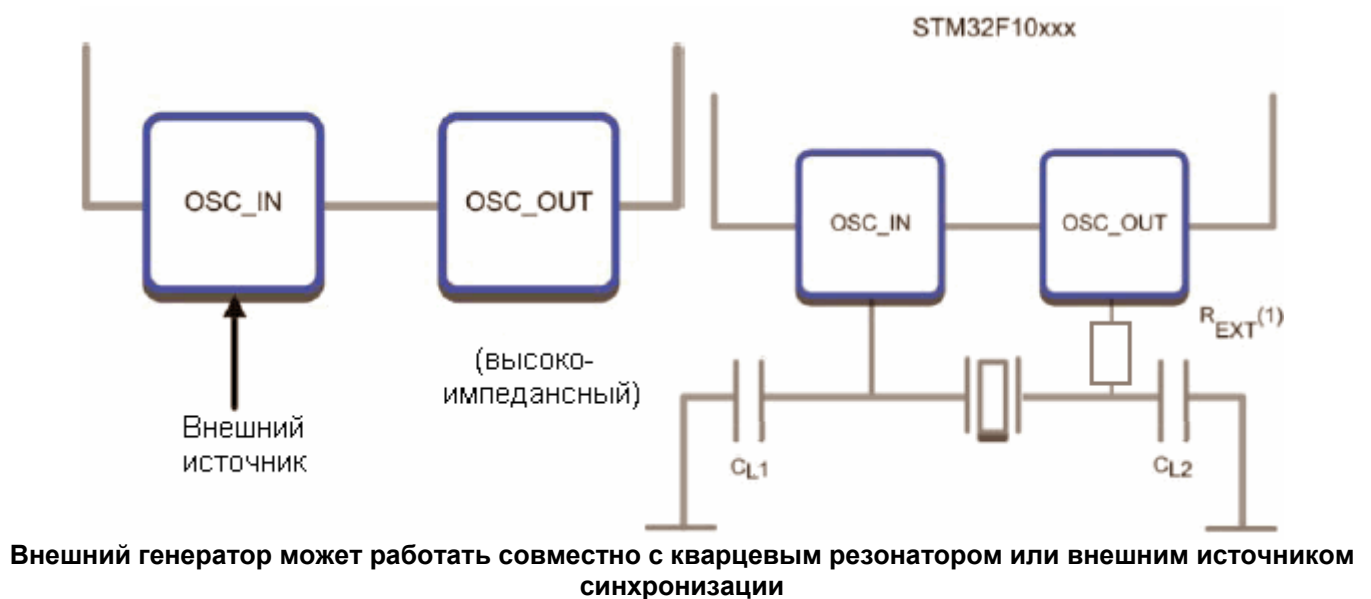 STM32F10xxx
OSC_IN
OSC_OUT
(высоко-
импедансный)
Внешний
источник
OSC_IN
OSC_OUT
R_EXT(1)
C_L1
C_L2
Внешний генератор может работать совместно с кварцевым резонатором или внешним источником
синхронизации